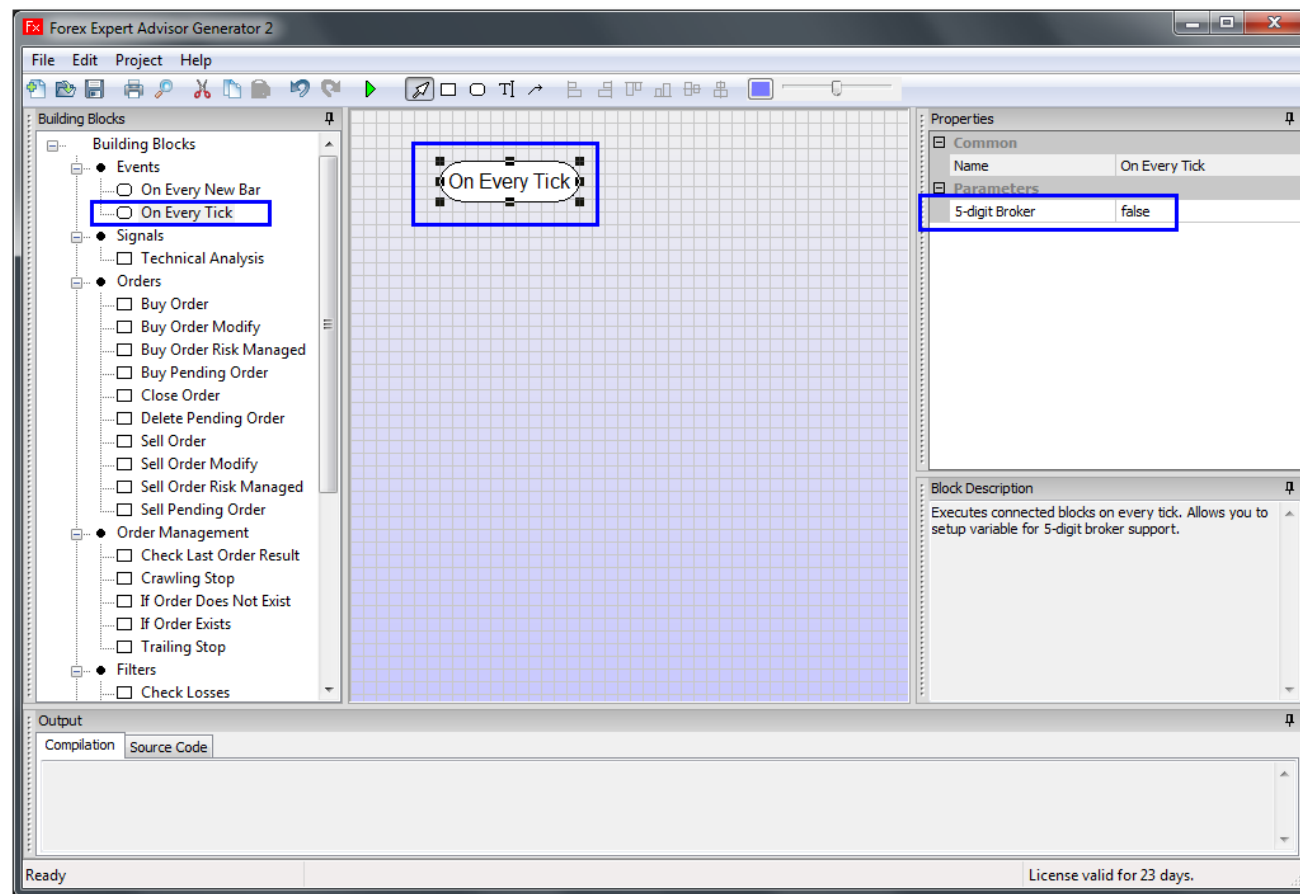 Fx Forex Expert Advisor Generator 2
File Edit Project Help
TI
Building Blocks
Building Blocks
Events
On Every New Bar
On Every Tick
Signals
Technical Analysis
Orders
Buy Order
Buy Order Modify
Buy Order Risk Managed
Buy Pending Order
Close Order
Delete Pending Order
Sell Order
Sell Order Modify
Sell Order Risk Managed
Sell Pending Order
Order Management
Check Last Order Result
Crawling Stop
If Order Does Not Exist
If Order Exists
Trailing Stop
Filters
Check Losses
On Every Tick
Properties
Common
Name On Every Tick
Parameters
5-digit Broker false
Block Description
Executes connected blocks on every tick. Allows you to
setup variable for 5-digit broker support.
Output
Compilation Source Code
Ready License valid for 23 days.